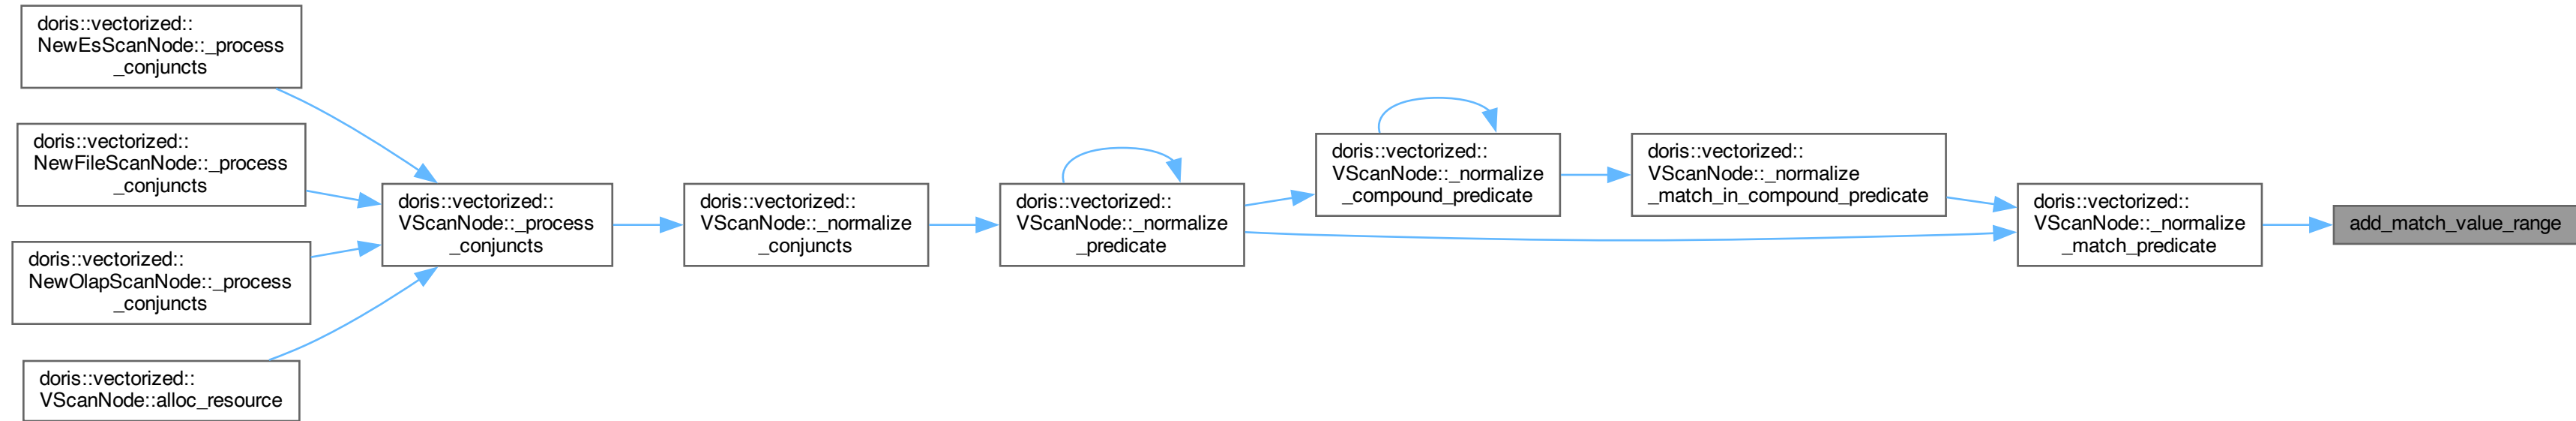 doris::vectorized::
NewEsScanNode::_process
_conjuncts
doris::vectorized::
NewFileScanNode::_process
_conjuncts
doris::vectorized::
NewOlapScanNode::_process
_conjuncts
doris::vectorized::
VScanNode::alloc_resource
doris::vectorized::
VScanNode::_process
_conjuncts
doris::vectorized::
VScanNode::_normalize
_conjuncts
doris::vectorized::
VScanNode::_normalize
_predicate
doris::vectorized::
VScanNode::_normalize
_compound_predicate
doris::vectorized::
VScanNode::_normalize
_match_in_compound_predicate
doris::vectorized::
VScanNode::_normalize
_match_predicate
add_match_value_range